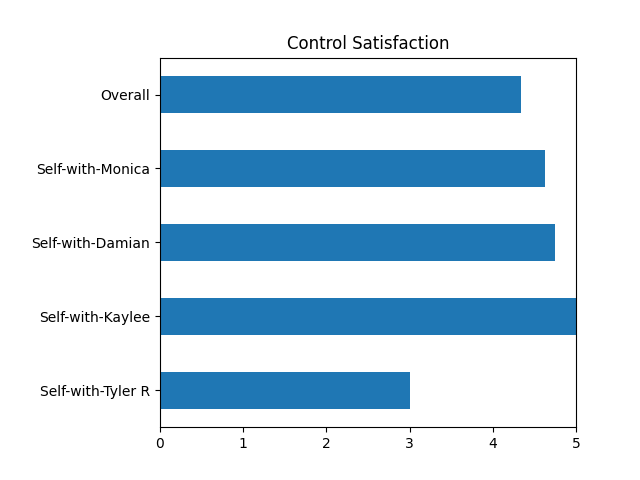 Control Satisfaction
Overall
Self-with-Monica
Self-with-Damian
Self-with-Kaylee
Self-with-Tyler R
0 1 2 3 4 5